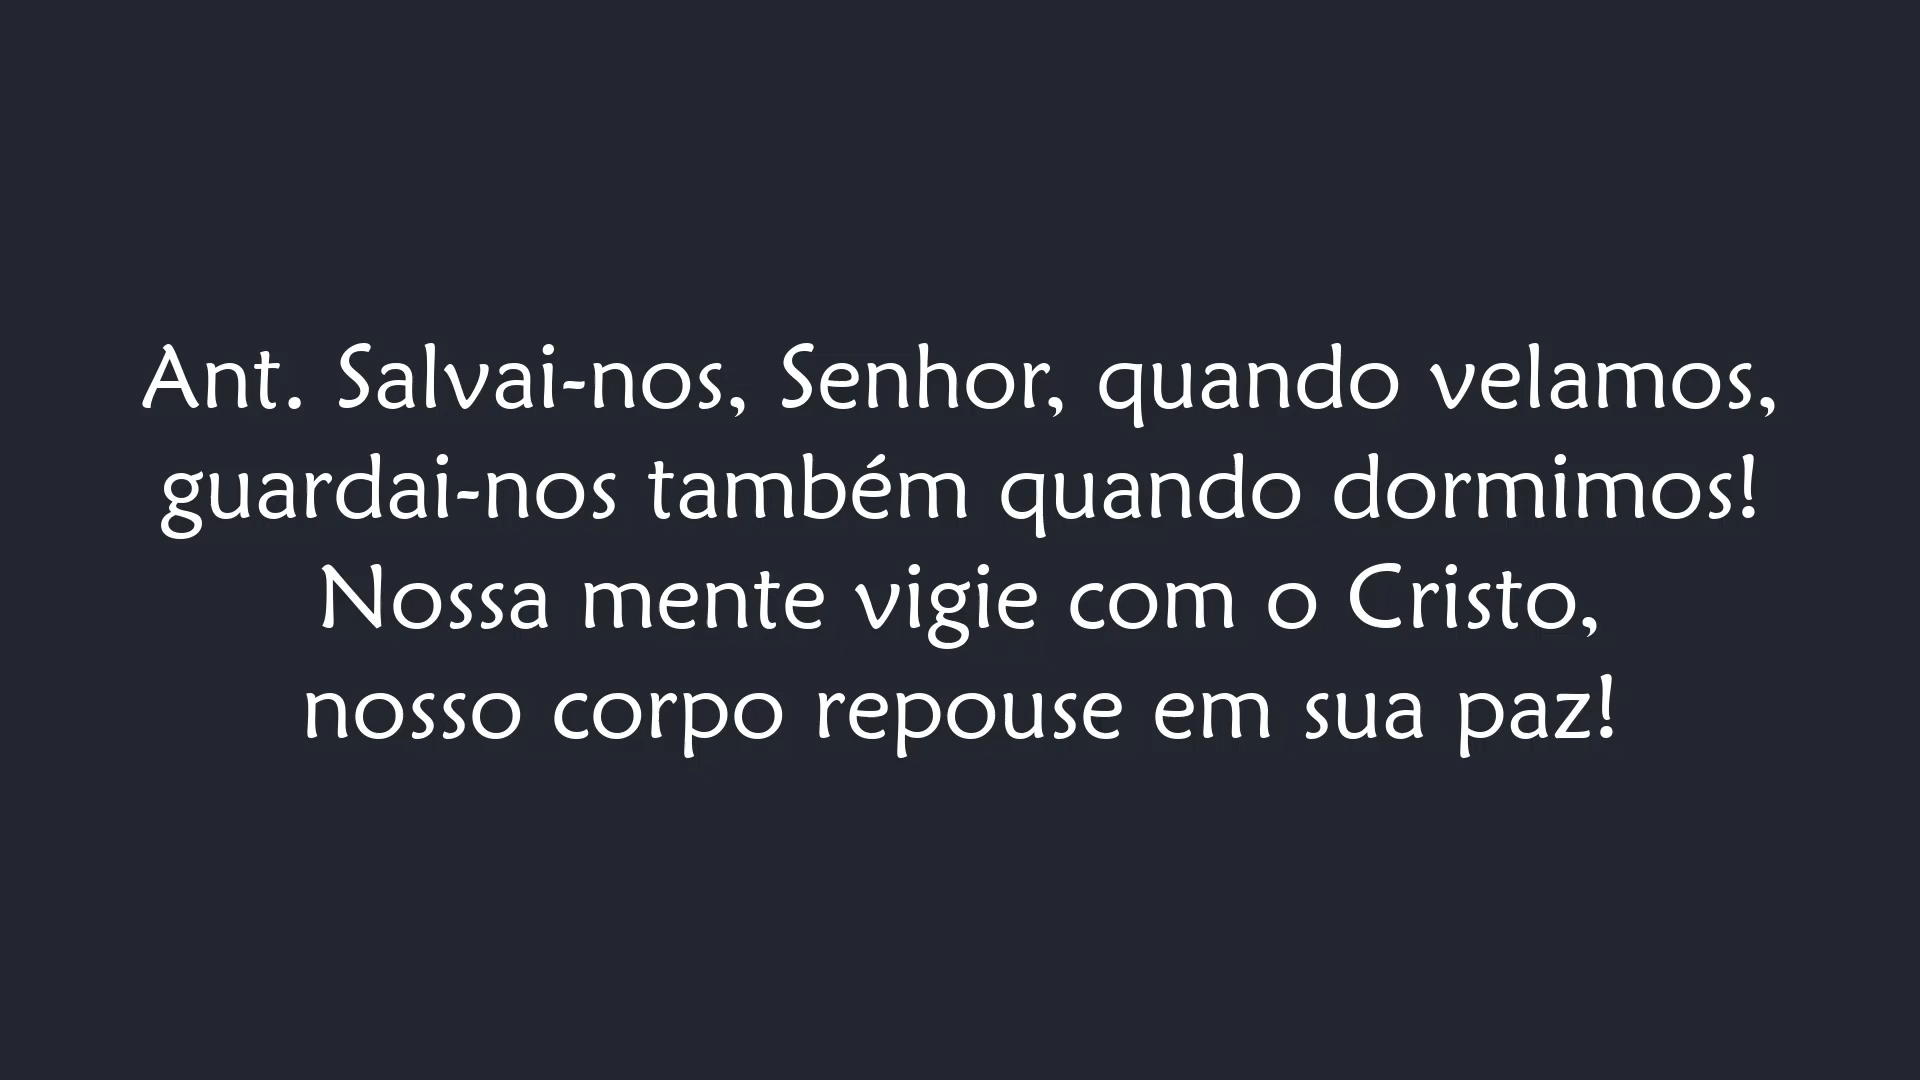 Ant. Salvai-nos, Senhor, quando velamos,
guardai-nos também quando dormimos!
Nossa mente vigie com o Cristo,
nosso corpo repouse em sua paz!